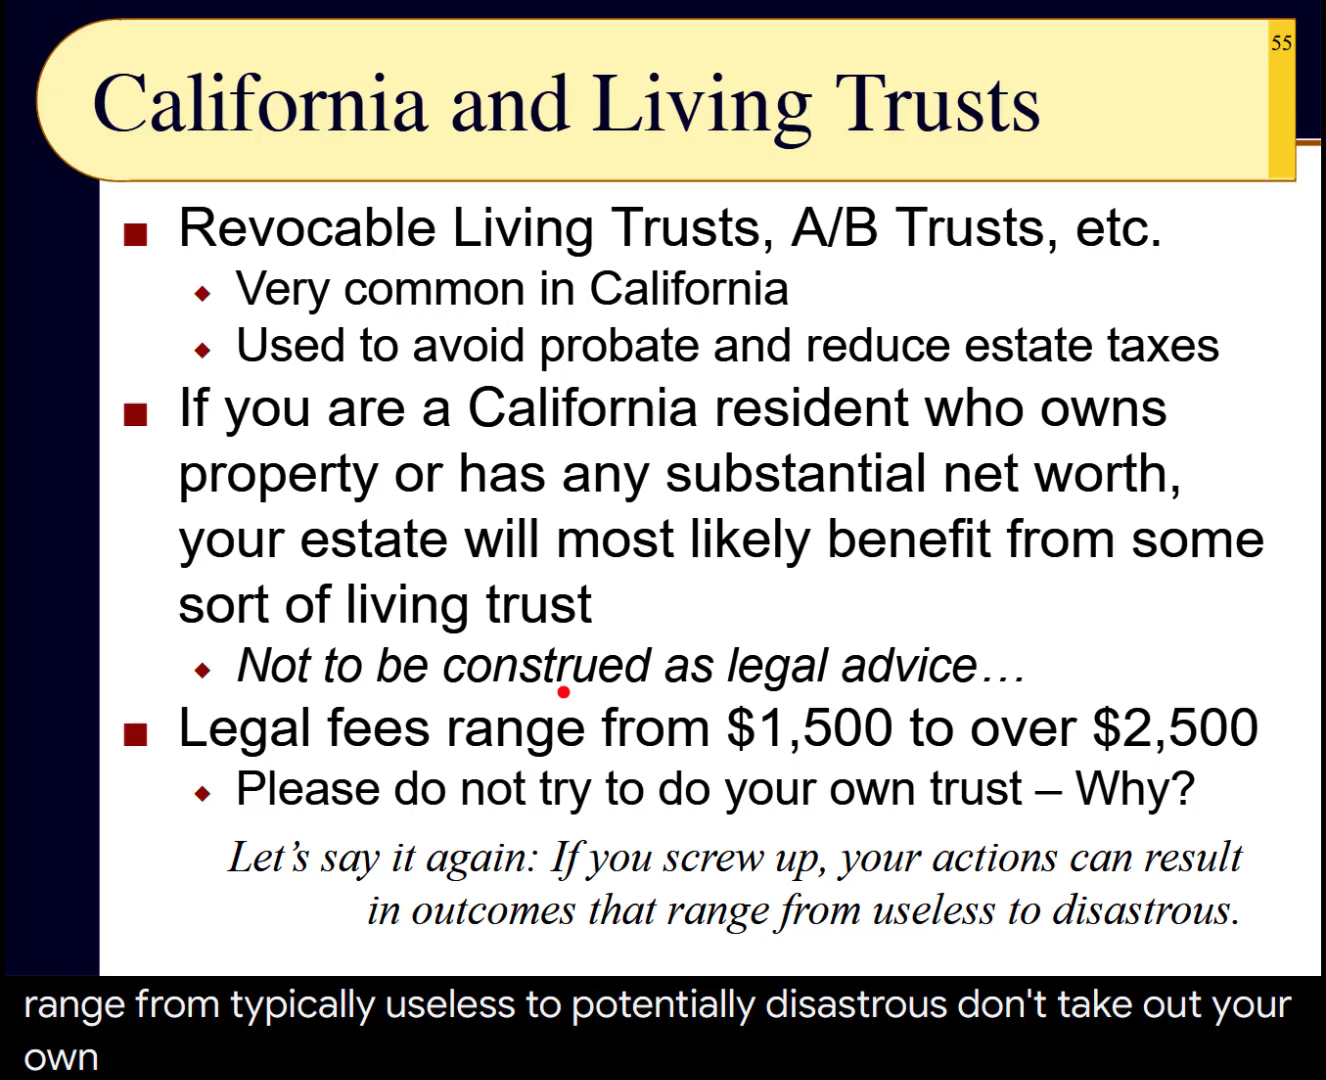 55
California and Living Trusts
Revocable Living Trusts, A/B Trusts, etc.
Very common in California
Used to avoid probate and reduce estate taxes
If you are a California resident who owns
property or has any substantial net worth,
your estate will most likely benefit from some
sort of living trust
Not to be construed as legal advice…
Legal fees range from $1,500 to over $2,500
Please do not try to do your own trust – Why?
Let’s say it again: If you screw up, your actions can result
in outcomes that range from useless to disastrous.
range from typically useless to potentially disastrous don't take out your
own